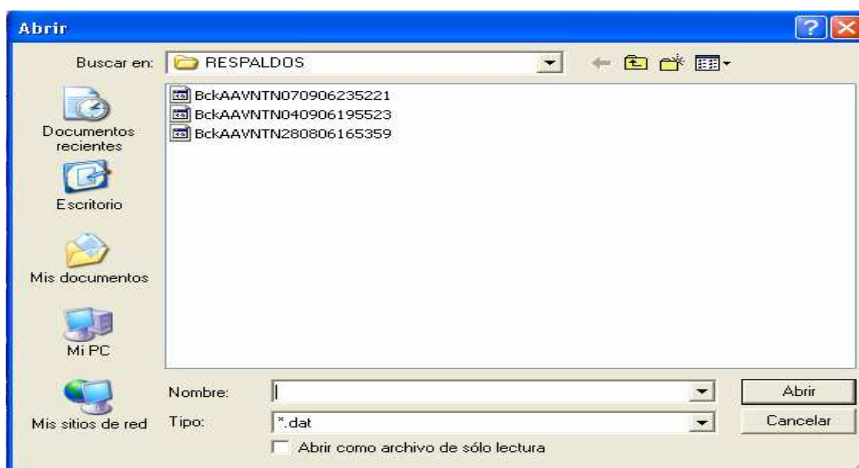 Abrir
Buscar en: RESPALDOS
BckAAVNTN070906235221
BckAAVNTN040906195523
BckAAVNTN280806165359
Documentos
recientes
Escritorio
Mis documentos
Mi PC
Mis sitios de red
Nombre:
Abrir
Tipo: *.dat
Cancelar
Abrir como archivo de sólo lectura